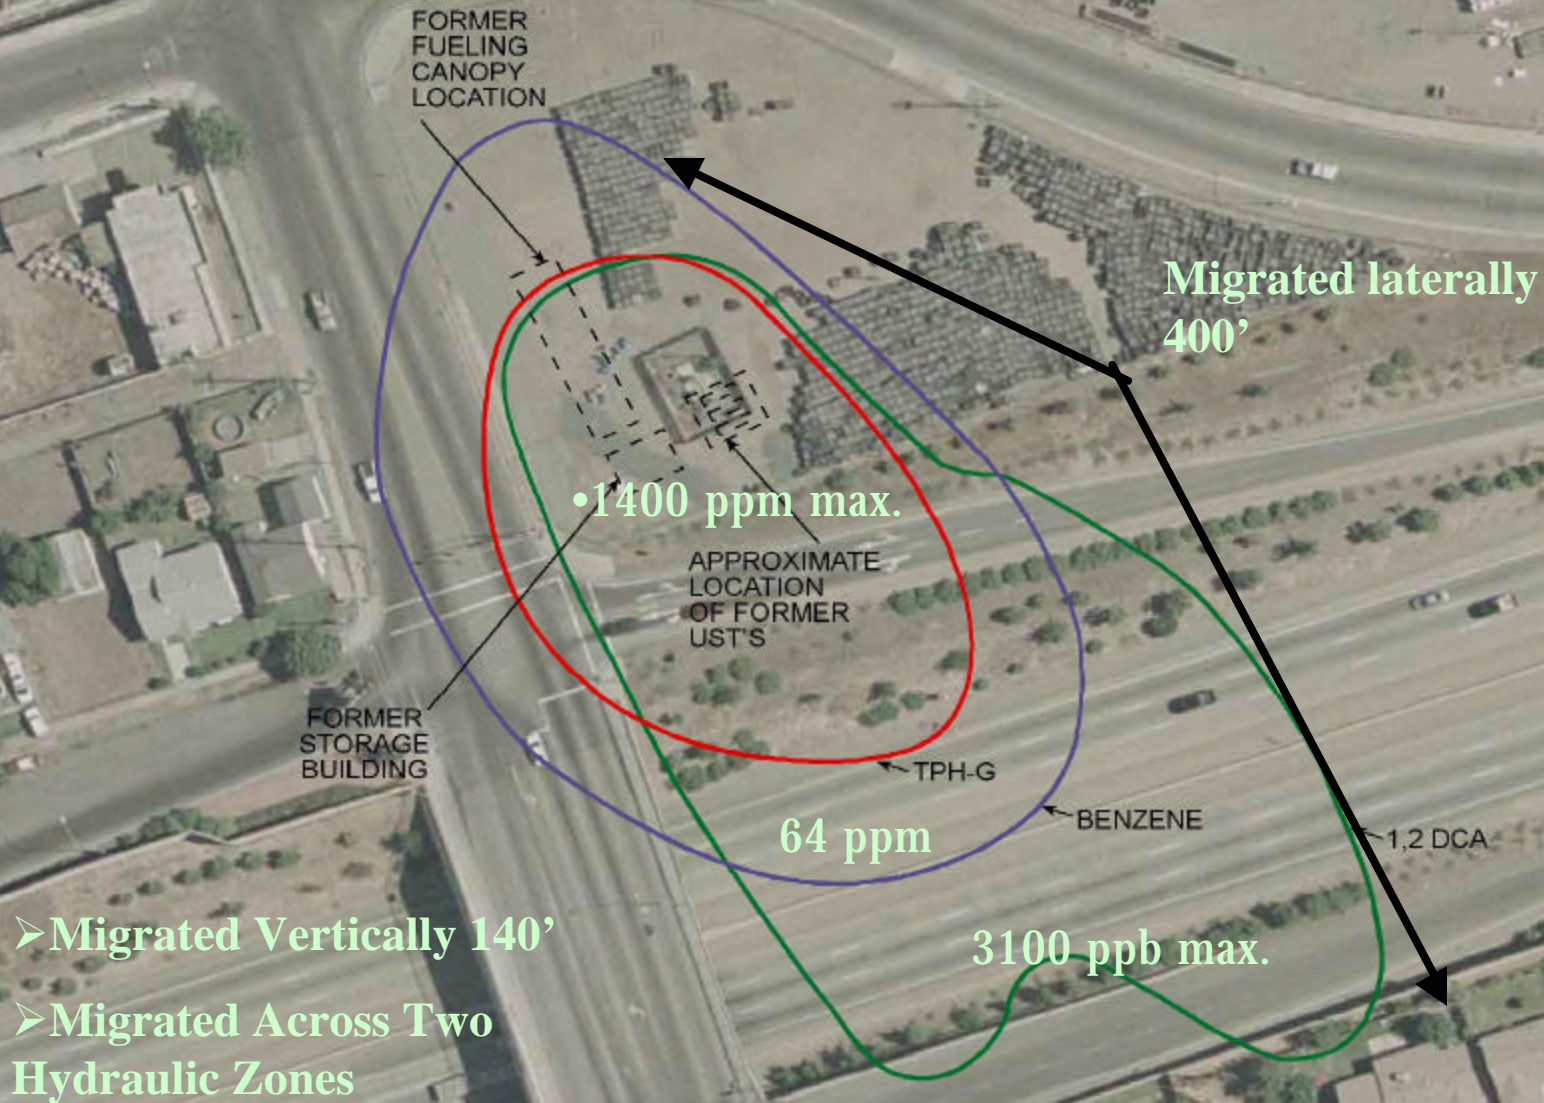 FORMER
FUELING
CANOPY
LOCATION
Migrated laterally
400’
•1400 ppm max.
APPROXIMATE
LOCATION
OF FORMER
UST'S
FORMER
STORAGE
BUILDING
TPH-G
BENZENE
64 ppm
1,2 DCA
➢Migrated Vertically 140’
3100 ppb max.
➢Migrated Across Two
Hydraulic Zones